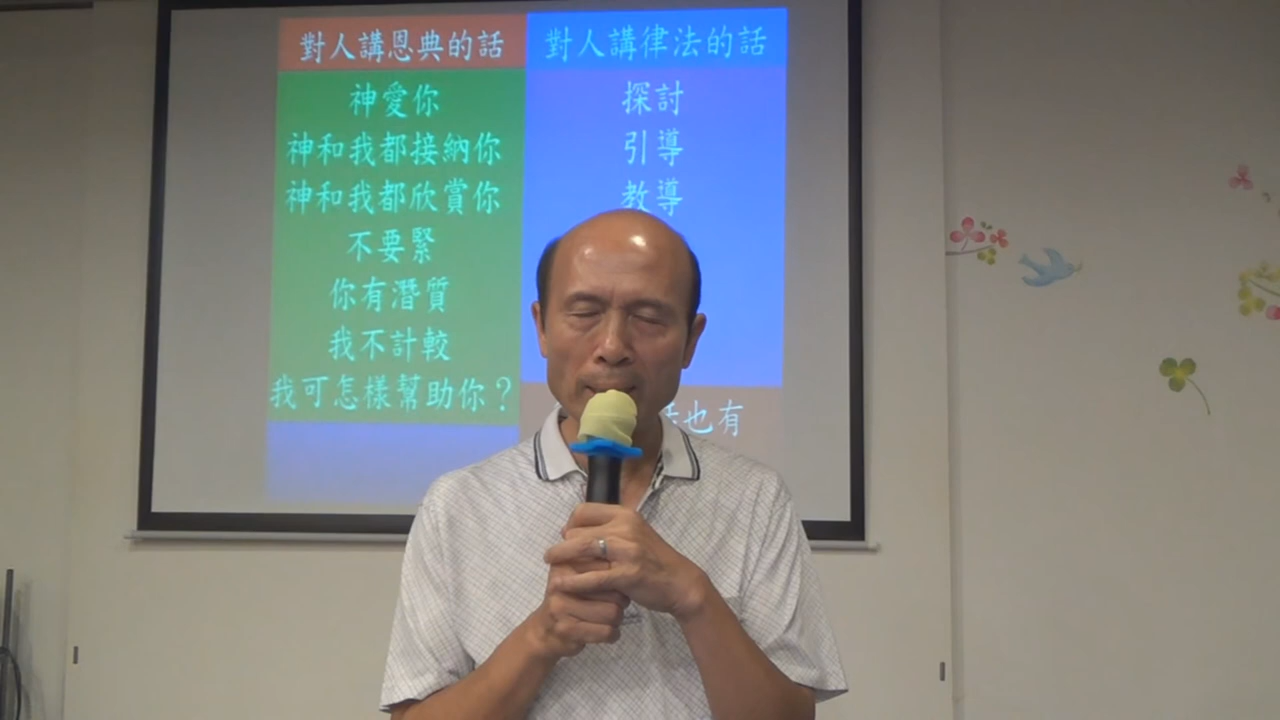 對人講恩典的話
神愛你
神和我都接納你
神和我都欣賞你
不要緊
你有潛質
我不計較
我可怎樣幫助你？
對人講律法的話
探討
引導
教導
也有